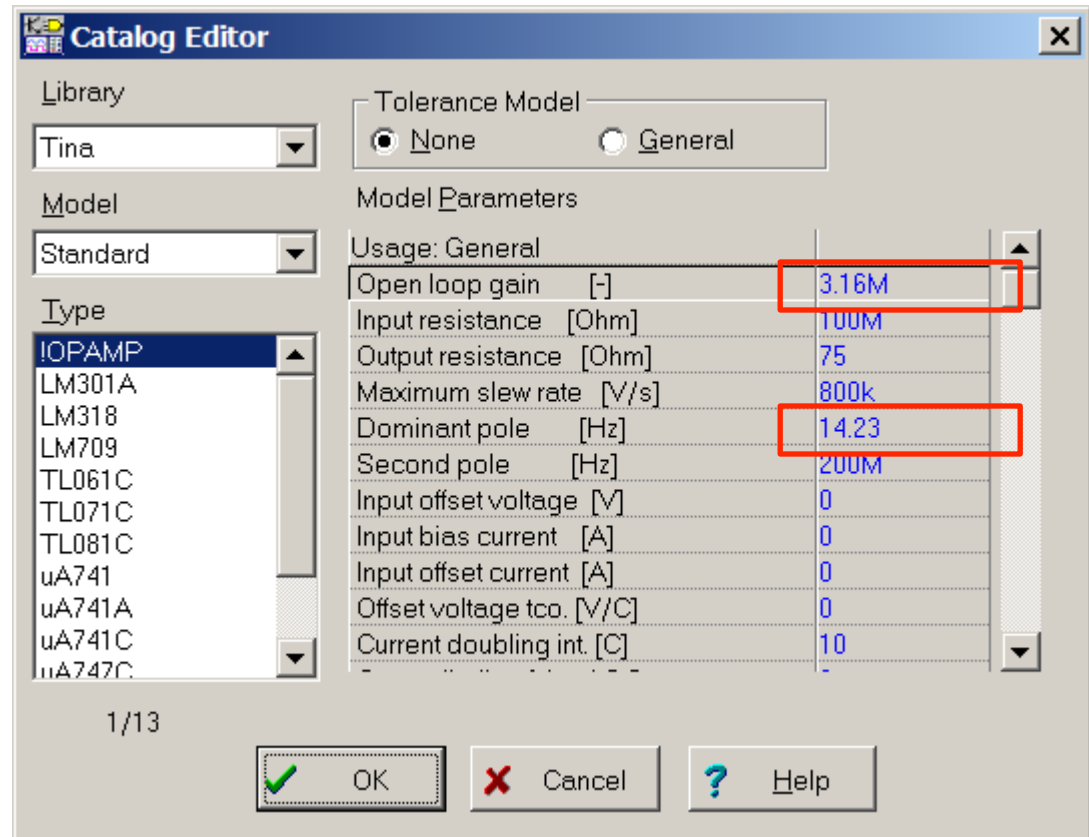 Catalog Editor
Library
Tina
Model
Standard
Type
!OPAMP
LM301A
LM318
LM709
TL061C
TL071C
TL081C
uA741
uA741A
uA741C
uA747C
1/13
Tolerance Model
None General
Model Parameters
Usage: General
Open loop gain [-] 3.16M
Input resistance [Ohm] 100M
Output resistance [Ohm] 75
Maximum slew rate [V/s] 800k
Dominant pole [Hz] 14.23
Second pole [Hz] 200M
Input offset voltage [V] 0
Input bias current [A] 0
Input offset current [A] 0
Offset voltage tco. [V/C] 0
Current doubling int. [C] 10
OK Cancel ? Help